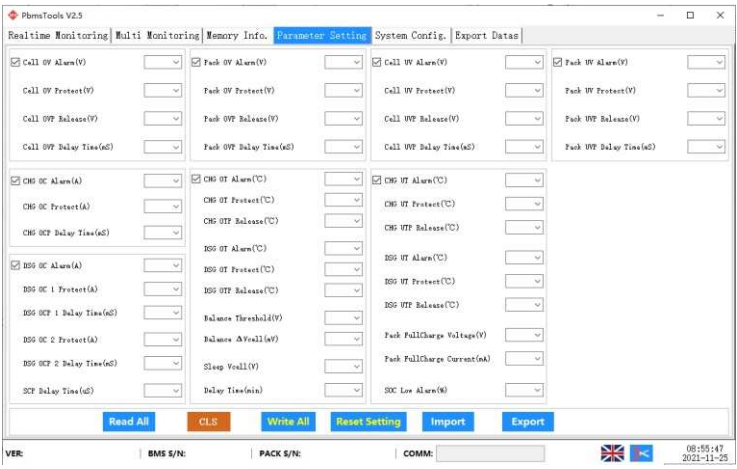 PbmsTools V2.5
Realtime Monitoring Multi Monitoring Memory Info. Parameter Setting System Config. Export Datas
Cell OV Alarm(V)
Cell OV Protect(V)
Cell OVP Release(V)
Cell OVP Delay Time(mS)
Pack OV Alarm(V)
Pack OV Protect(V)
Pack OVP Release(V)
Pack OVP Delay Time(mS)
Cell UV Alarm(V)
Cell UV Protect(V)
Cell UVP Release(V)
Cell UVP Delay Time(mS)
Pack UV Alarm(V)
Pack UV Protect(V)
Pack UVP Release(V)
Pack UVP Delay Time(mS)
CHG OC Alarm(A)
CHG OC Protect(A)
CHG OCP Delay Time(mS)
DSG OC Alarm(A)
DSG OC 1 Protect(A)
DSG OCP 1 Delay Time(mS)
DSG OC 2 Protect(A)
DSG OCP 2 Delay Time(mS)
SCP Delay Time(uS)
CHG OT Alarm(℃)
CHG OT Protect(℃)
CHG OTP Release(℃)
DSG OT Alarm(℃)
DSG OT Protect(℃)
DSG OTP Release(℃)
Balance Threshold(V)
Balance ΔVcell(mV)
Sleep Vcell(V)
Delay Time(min)
CHG UT Alarm(℃)
CHG UT Protect(℃)
CHG UTP Release(℃)
DSG UT Alarm(℃)
DSG UT Protect(℃)
DSG UTP Release(℃)
Pack FullCharge Voltage(V)
Pack FullCharge Current(mA)
SOC Low Alarm(%)
Read All CLS Write All Reset Setting Import Export
VER: BMS S/N: PACK S/N: COMM: 08:55:47
2021-11-25